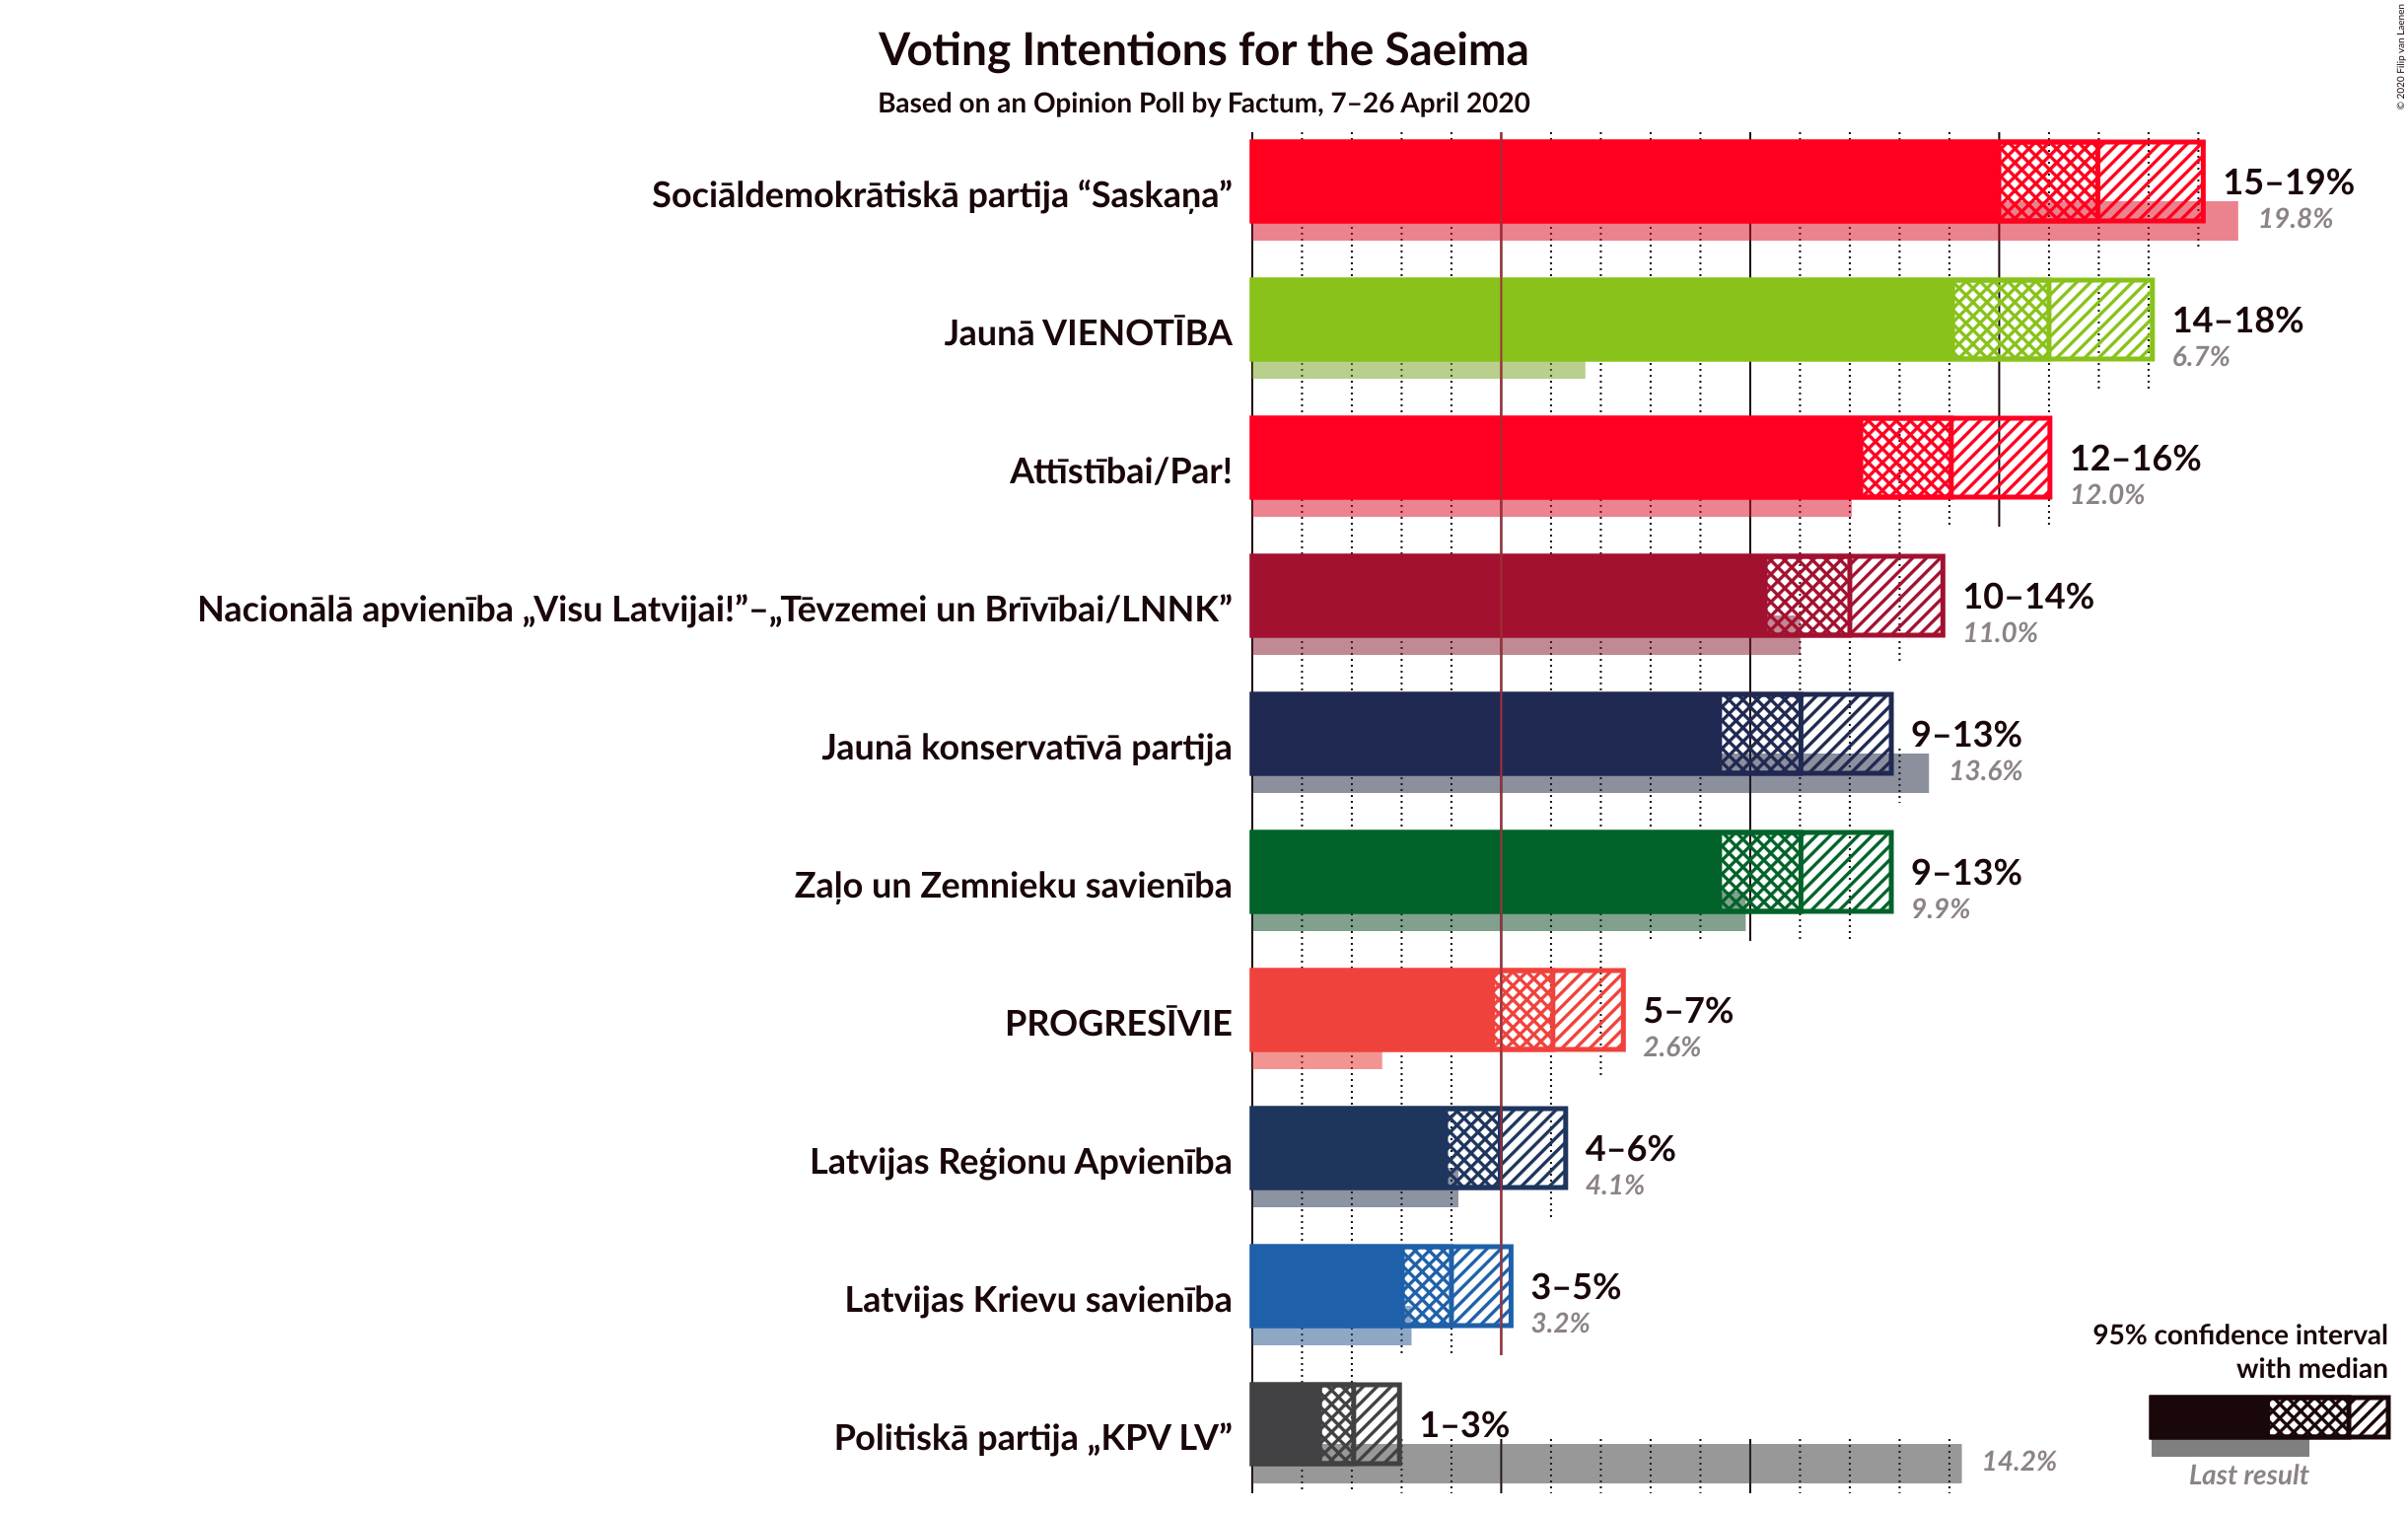 Voting Intentions for the Saeima
Based on an Opinion Poll by Factum, 7–26 April 2020
© 2020 Filip van Laenen
Sociāldemokrātiskā partija “Saskaņa”
15–19%
19.8%
Jaunā VIENOTĪBA
14–18%
6.7%
Attīstībai/Par!
12–16%
12.0%
Nacionālā apvienība „Visu Latvijai!”–„Tēvzemei un Brīvībai/LNNK”
10–14%
11.0%
Jaunā konservatīvā partija
9–13%
13.6%
Zaļo un Zemnieku savienība
9–13%
9.9%
PROGRESĪVIE
5–7%
2.6%
Latvijas Reģionu Apvienība
4–6%
4.1%
Latvijas Krievu savienība
3–5%
3.2%
Politiskā partija „KPV LV”
1–3%
14.2%
95% confidence interval
with median
Last result